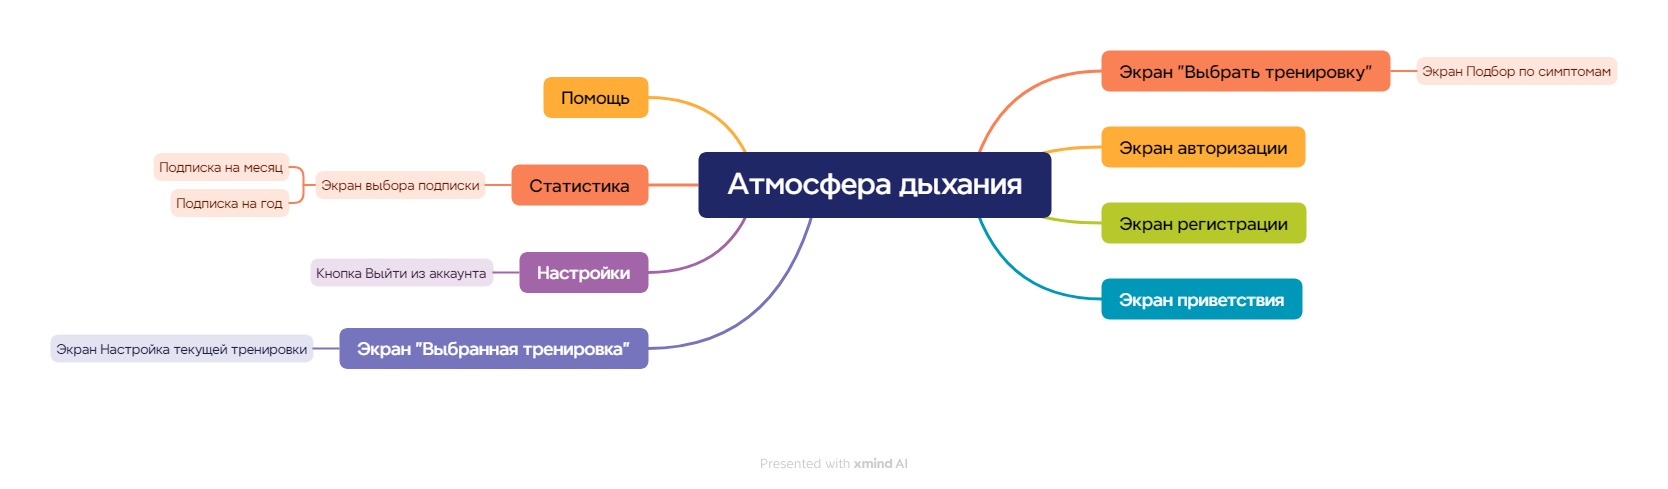 Атмосфера дыхания
Экран "Выбрать тренировку"
Экран Подбор по симптомам
Экран авторизации
Экран регистрации
Экран приветствия
Помощь
Статистика
Экран выбора подписки
Подписка на месяц
Подписка на год
Настройки
Кнопка Выйти из аккаунта
Экран "Выбранная тренировка"
Экран Настройка текущей тренировки
Presented with xmind AI